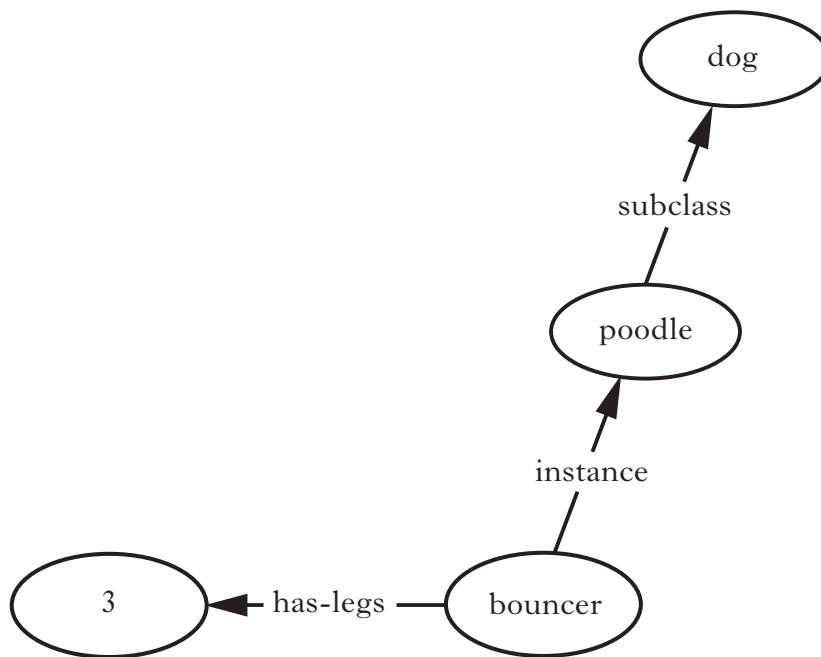 dog
subclass
poodle
instance
3 has-legs bouncer